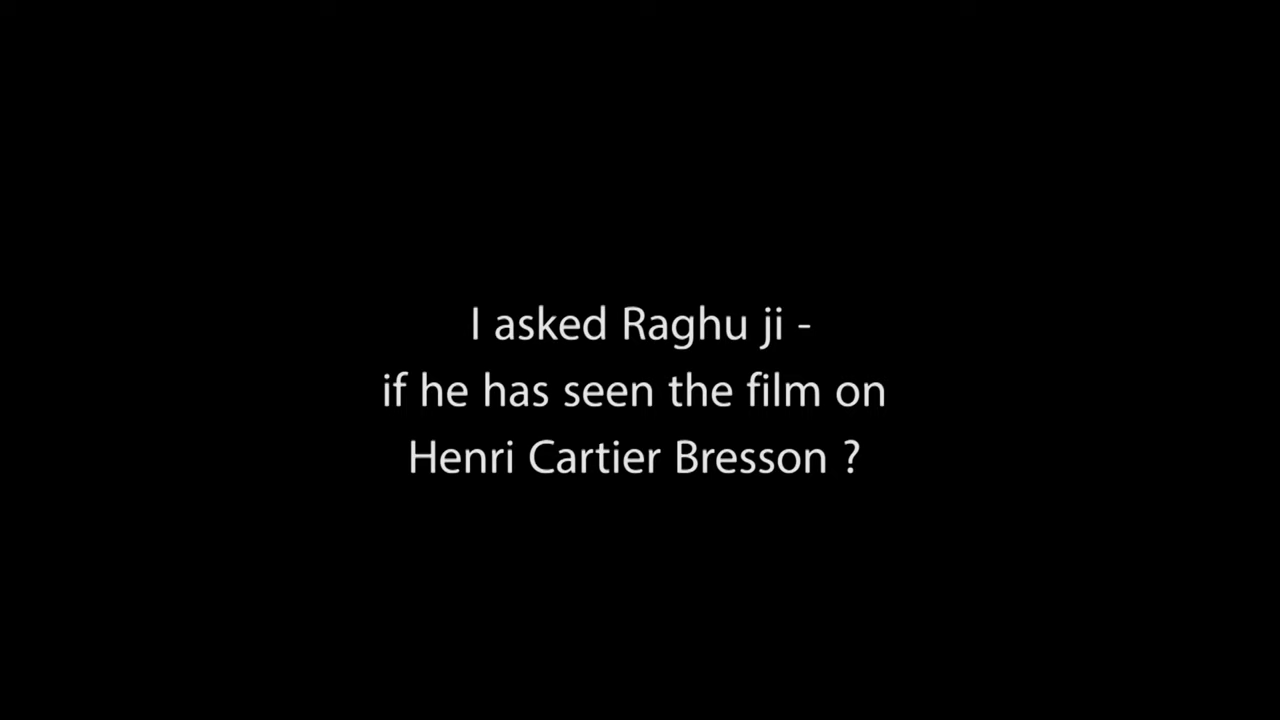 I asked Raghu ji -
if he has seen the film on
Henri Cartier Bresson ?